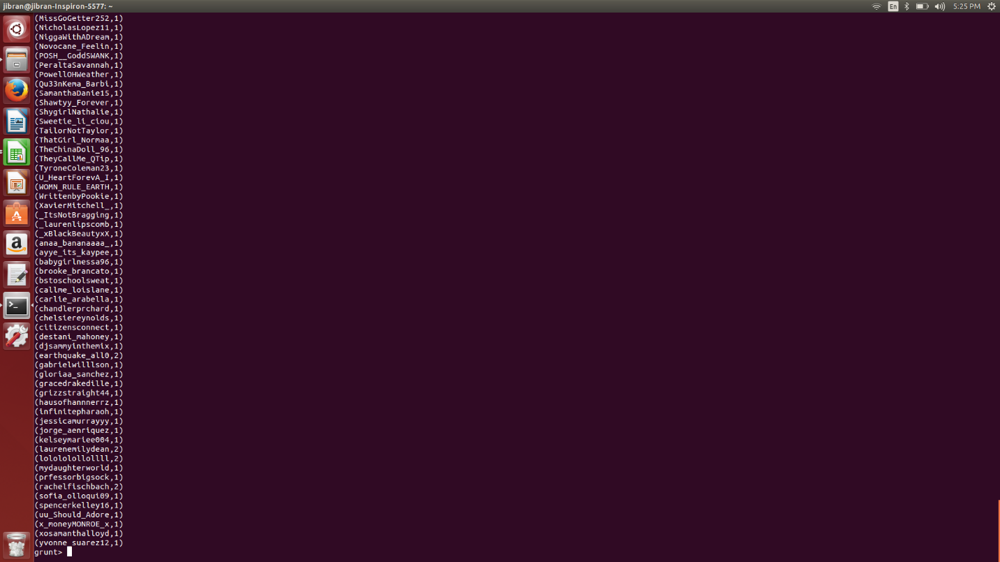 jibran@jibran-Inspiron-5577: ~
En
5:25 PM
(MissGoGetter252,1)
(NicholasLopez11,1)
(NiggaWithADream,1)
(Novocane_Feelin,1)
(POSH__GoddSWANK,1)
(PeraltaSavannah,1)
(PowellOHWeather,1)
(Qu33nKema_Barbi,1)
(SamanthaDanie15,1)
(Shawtyy_Forever,1)
(ShygirlNathalie,1)
(Sweetie_li_ciou,1)
(TailorNotTaylor,1)
(ThatGirl_Normaa,1)
(TheChinaDoll_96,1)
(TheyCallMe_QTip,1)
(TyroneColeman23,1)
(U_HeartForevA_I,1)
(WOMN_RULE_EARTH,1)
(WrittenbyPookie,1)
(XavierMitchell_,1)
(_ItsNotBragging,1)
(_laurenlipscomb,1)
(_xBlackBeautyxX,1)
(anaa_bananaaaa_,1)
(ayye_its_kaypee,1)
(babygirlnessa96,1)
(brooke_brancato,1)
(bstoschoolsweat,1)
(callme_loislane,1)
(carlie_arabella,1)
(chandlerprchard,1)
(chelsiereynolds,1)
(citizensconnect,1)
(destani_mahoney,1)
(djsammyinthemix,1)
(earthquake_all0,2)
(gabrielwilllson,1)
(gloriaa_sanchez,1)
(gracedrakedille,1)
(grizzstraight44,1)
(hausofhannnerrz,1)
(infinitepharaoh,1)
(jessicamurrayyy,1)
(jorge_aenriquez,1)
(kelseymariee004,1)
(laurenemilydean,2)
(lolololollollll,2)
(mydaughterworld,1)
(prfessorbigsock,1)
(rachelfischbach,2)
(sofia_olloqui09,1)
(spencerkelley16,1)
(uu_Should_Adore,1)
(x_moneyMONROE_x,1)
(xosamanthalloyd,1)
(yvonne_suarez12,1)
grunt>